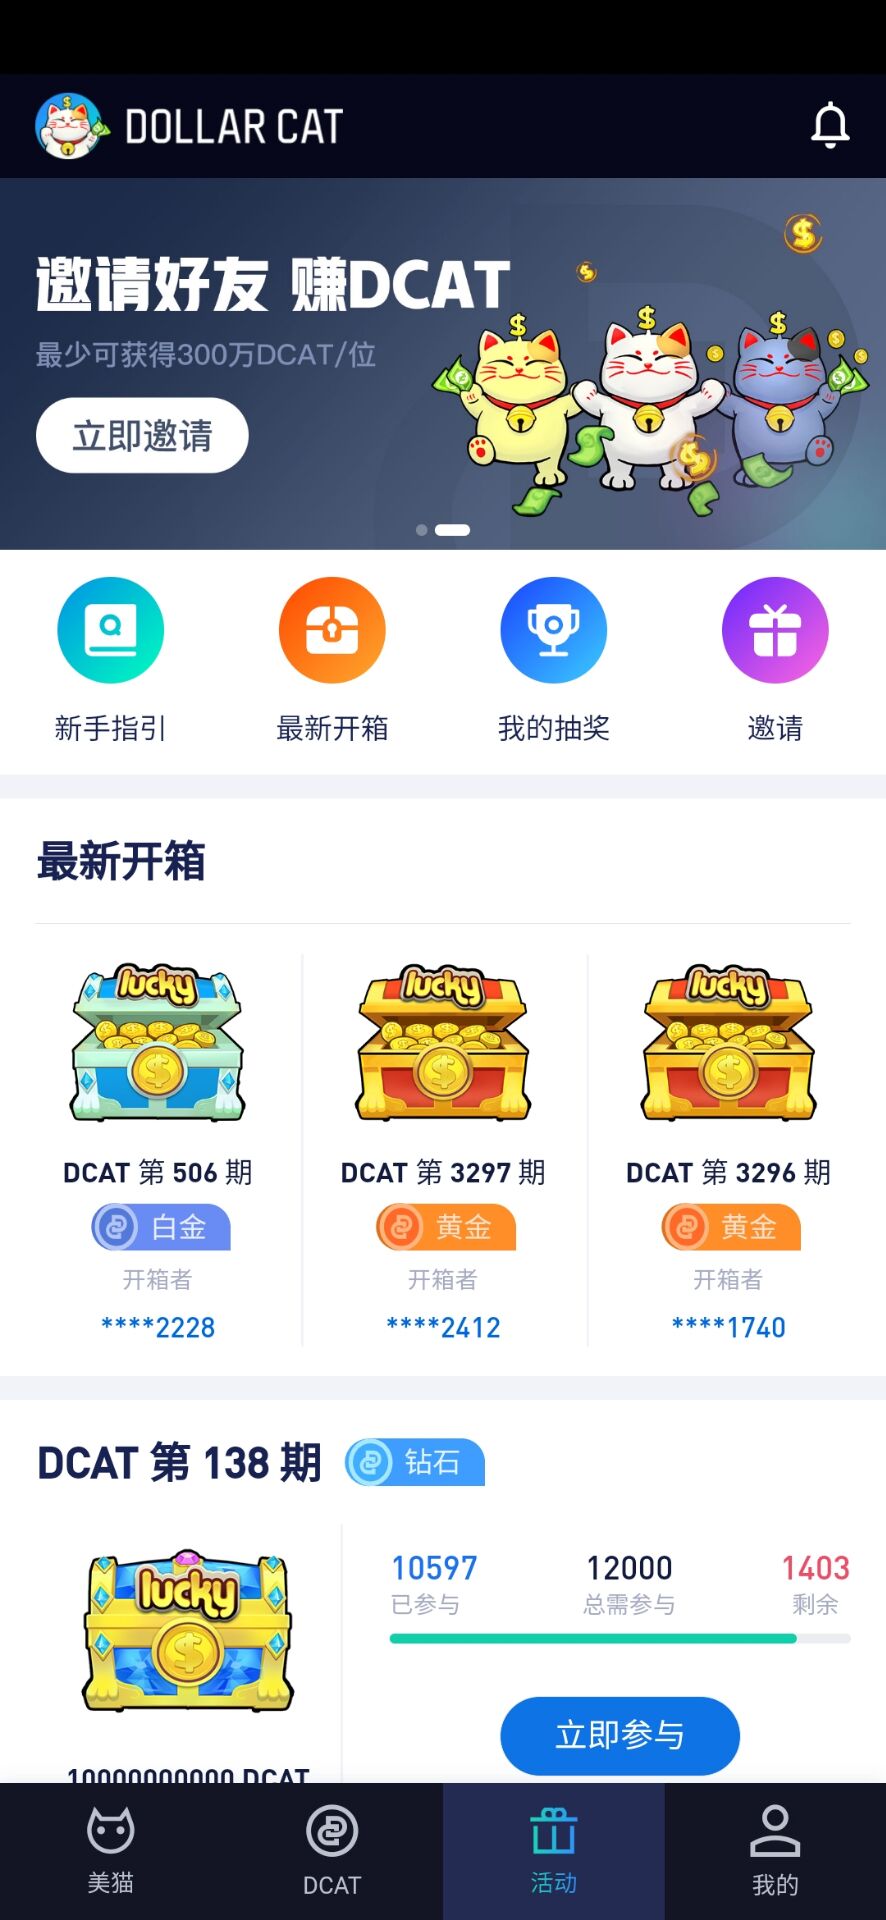 DOLLAR CAT
邀请好友 赚DCAT
最少可获得300万DCAT/位
立即邀请
新手指引
最新开箱
我的抽奖
邀请
最新开箱
lucky
lucky
lucky
DCAT 第 506 期
DCAT 第 3297 期
DCAT 第 3296 期
白金
黄金
黄金
开箱者
开箱者
开箱者
****2228
****2412
****1740
DCAT 第 138 期
钻石
lucky
10597
12000
1403
已参与
总需参与
剩余
立即参与
10000000000 DCAT
美猫
DCAT
活动
我的